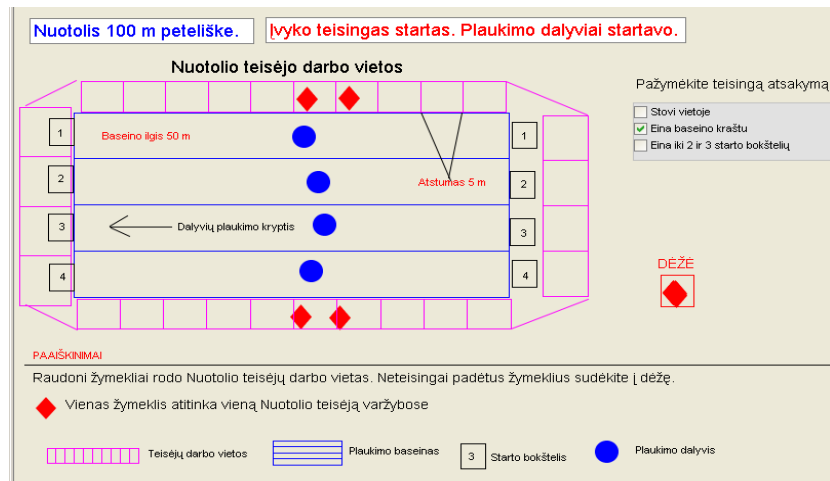 Nuotolis 100 m peteliške.
Įvyko teisingas startas. Plaukimo dalyviai startavo.
Nuotolio teisėjo darbo vietos
Pažymėkite teisingą atsakymą
Stovi vietoje
Eina baseino kraštu
Eina iki 2 ir 3 starto bokštelių
1
Baseino ilgis 50 m
1
2
Atstumas 5 m
2
3
Dalyvių plaukimo kryptis
3
4
4
DĖŽĖ
PAAIŠKINIMAI
Raudoni žymekliai rodo Nuotolio teisėjų darbo vietas. Neteisingai padėtus žymeklius sudėkite į dėžę.
Vienas žymeklis atitinka vieną Nuotolio teisėją varžybose
Teisėjų darbo vietos
Plaukimo baseinas
3
Starto bokštelis
Plaukimo dalyvis